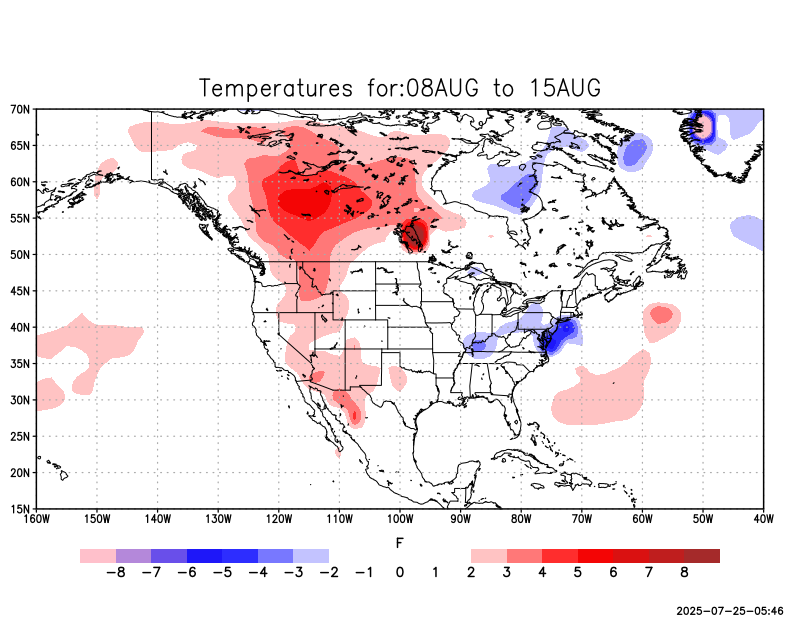 Temperatures for:08AUG to 15AUG
70N
65N
60N
55N
50N
45N
40N
35N
30N
25N
20N
15N
160W 150W 140W 130W 120W 110W 100W 90W 80W 70W 60W 50W 40W
F
−8 −7 −6 −5 −4 −3 −2 −1 0 1 2 3 4 5 6 7 8
2025-07-25-05:46